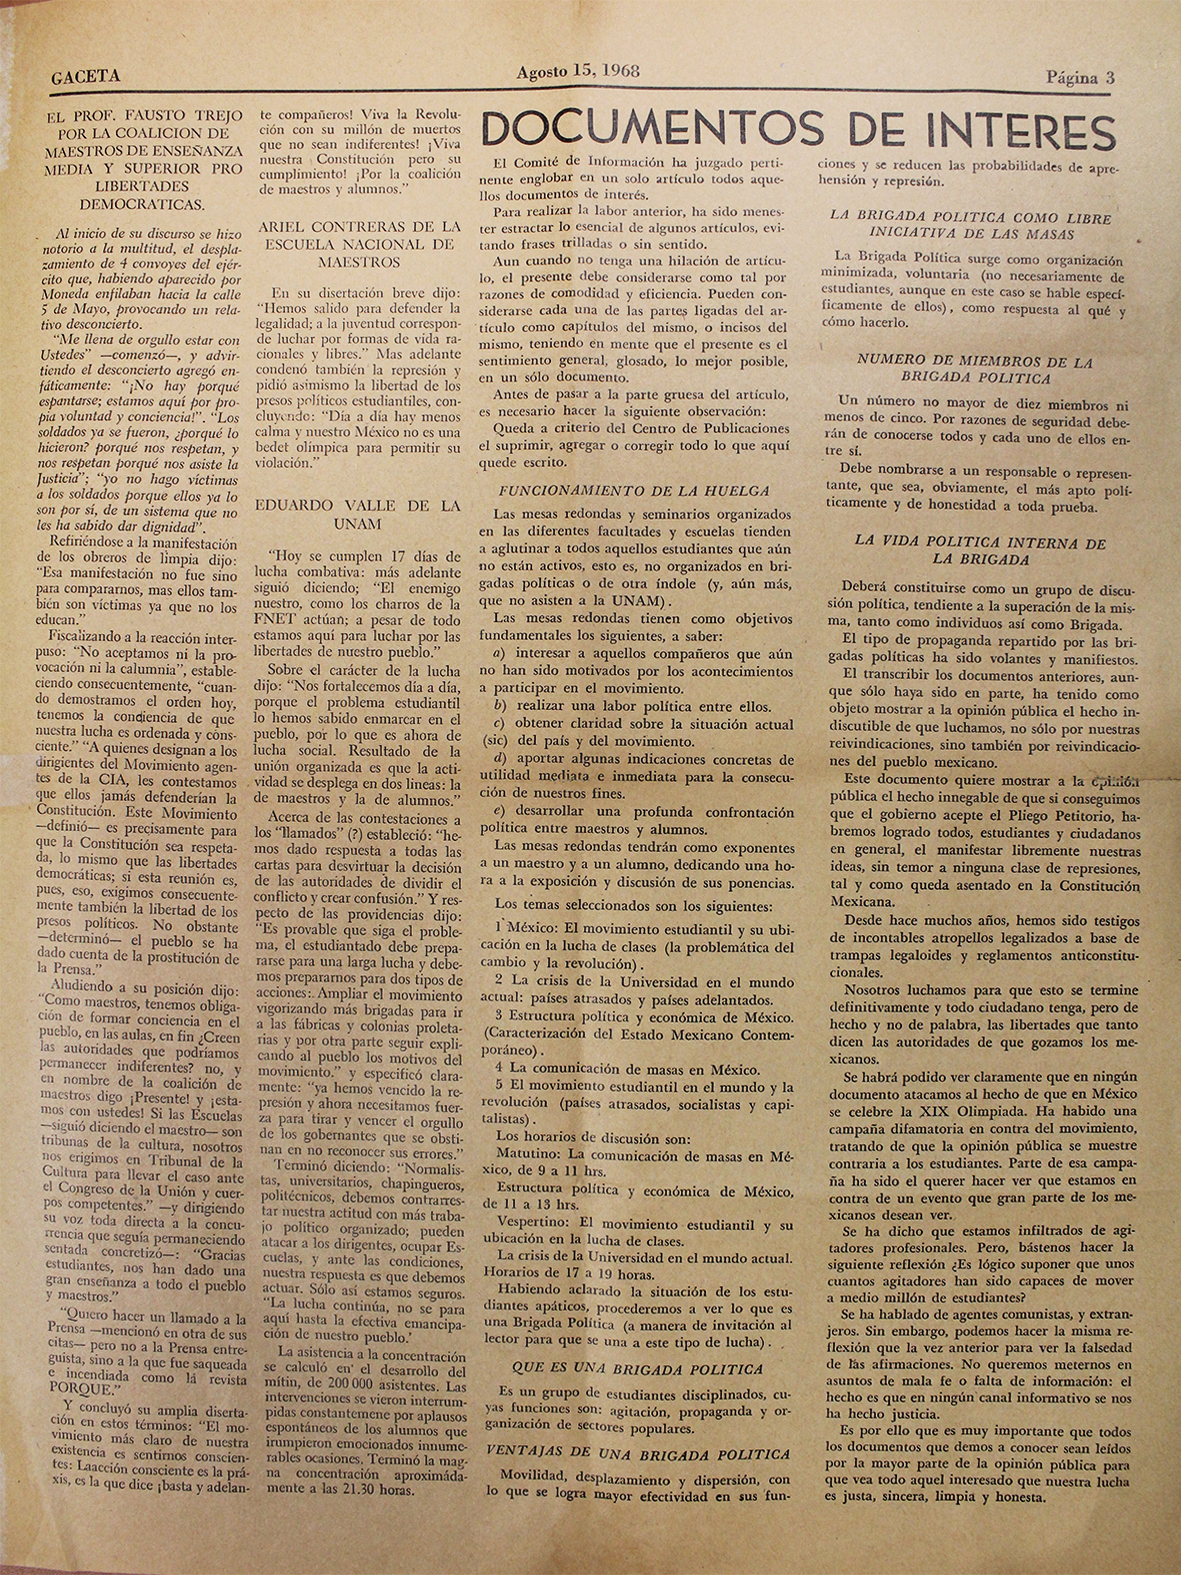 GACETA
Agosto 15, 1968
Página 3
EL PROF. FAUSTO TREJO
POR LA COALICION DE
MAESTROS DE ENSEÑANZA
MEDIA Y SUPERIOR PRO
LIBERTADES
DEMOCRATICAS.
Al inicio de su discurso se hizo
notorio a la multitud, el despla-
zamiento de 4 convoyes del ejér-
cito que, habiendo aparecido por
Moneda enfilaban hacia la calle
5 de Mayo, provocando un rela-
tivo desconcierto.
"Me llena de orgullo estar con
Ustedes" —comenzó—, y advir-
tiendo el desconcierto agregó en-
fáticamente: "¡No hay porqué
espantarse; estamos aquí por pro-
pia voluntad y conciencia!". "Los
soldados ya se fueron, ¿porqué lo
hicieron? porqué nos respetan, y
nos respetan porqué nos asiste la
Justicia"; "yo no hago víctimas
a los soldados porque ellos ya lo
son por sí, de un sistema que no
les ha sabido dar dignidad".
Refiriéndose a la manifestación
de los obreros de limpia dijo:
"Esa manifestación no fue sino
para compararnos, mas ellos tam-
bién son víctimas ya que no los
educan."
Fiscalizando a la reacción inter-
puso: "No aceptamos ni la pro-
vocación ni la calumnia", estable-
ciendo consecuentemente, "cuan-
do demostramos el orden hoy,
tenemos la condiencia de que
nuestra lucha es ordenada y cons-
ciente." "A quienes designan a los
dirigentes del Movimiento agen-
tes de la CIA, les contestamos
que ellos jamás defenderían la
Constitución. Este Movimiento
—definió— es precisamente para
que la Constitución sea respeta-
da, lo mismo que las libertades
democráticas; si esta reunión es,
pues, eso, exigimos consecuente-
mente también la libertad de los
presos políticos. No obstante
—determinó— el pueblo se ha
dado cuenta de la prostitución de
la Prensa."
Aludiendo a su posición dijo:
"Como maestros, tenemos obliga-
ción de formar conciencia en el
pueblo, en las aulas, en fin ¿Creen
las autoridades que podríamos
permanecer indiferentes? no, y
en nombre de la coalición de
maestros digo ¡Presente! y ¡esta-
mos con ustedes! Si las Escuelas
—siguió diciendo el maestro— son
tribunas de la cultura, nosotros
nos erigimos en Tribunal de la
Cultura para llevar el caso ante
el Congreso de la Unión y cuer-
pos competentes." —y dirigiendo
su voz toda directa a la concu-
rrencia que seguía permaneciendo
sentada concretizó—: "Gracias
estudiantes, nos han dado una
gran enseñanza a todo el pueblo
y maestros."
"Quiero hacer un llamado a la
Prensa —mencionó en otra de sus
citas— pero no a la Prensa entre-
guista, sino a la que fue saqueada
e incendiada como la revista
PORQUE."
Y concluyó su amplia diserta-
ción en estos términos: "El mo-
vimiento más claro de nuestra
existencia es sentirnos conscien-
tes: Laacción consciente es la prá-
xis, es la que dice ¡basta y adelan-
te compañeros! Viva la Revolu-
ción con su millón de muertos
que no sean indiferentes! ¡Viva
nuestra Constitución pero su
cumplimiento! ¡Por la coalición
de maestros y alumnos."
ARIEL CONTRERAS DE LA
ESCUELA NACIONAL DE
MAESTROS
En su disertación breve dijo:
"Hemos salido para defender la
legalidad; a la juventud correspon-
de luchar por formas de vida ra-
cionales y libres." Mas adelante
condenó también la represión y
pidió asimismo la libertad de los
presos políticos estudiantiles, con-
cluyendo: "Día a día hay menos
calma y nuestro México no es una
bedet olímpica para permitir su
violación."
EDUARDO VALLE DE LA
UNAM
"Hoy se cumplen 17 días de
lucha combativa: más adelante
siguió diciendo; "El enemigo
nuestro, como los charros de la
FNET actúan; a pesar de todo
estamos aquí para luchar por las
libertades de nuestro pueblo."
Sobre el carácter de la lucha
dijo: "Nos fortalecemos día a día,
porque el problema estudiantil
lo hemos sabido enmarcar en el
pueblo, por lo que es ahora de
lucha social. Resultado de la
unión organizada es que la acti-
vidad se desplega en dos lineas: la
de maestros y la de alumnos."
Acerca de las contestaciones a
los "llamados" (?) estableció: "he-
mos dado respuesta a todas las
cartas para desvirtuar la decisión
de las autoridades de dividir el
conflicto y crear confusión." Y res-
pecto de las providencias dijo:
"Es provable que siga el proble-
ma, el estudiantado debe prepa-
rarse para una larga lucha y debe-
mos prepararnos para dos tipos de
acciones:. Ampliar el movimiento
vigorizando más brigadas para ir
a las fábricas y colonias proleta-
rias y por otra parte seguir expli-
cando al pueblo los motivos del
movimiento." y especificó clara-
mente: "ya hemos vencido la re-
presión y ahora necesitamos fuer-
za para tirar y vencer el orgullo
de los gobernantes que se obsti-
nan en no reconocer sus errores."
Terminó diciendo: "Normalis-
tas, universitarios, chapingueros,
politécnicos, debemos contrarres-
tar nuestra actitud con más traba-
jo político organizado; pueden
atacar a los dirigentes, ocupar Es-
cuelas, y ante las condiciones,
nuestra respuesta es que debemos
actuar. Sólo así estamos seguros.
"La lucha continúa, no se para
aquí hasta la efectiva emancipa-
ción de nuestro pueblo.'
La asistencia a la concentración
se calculó en el desarrollo del
mítin, de 200 000 asistentes. Las
intervenciones se vieron interrum-
pidas constantemene por aplausos
espontáneos de los alumnos que
irrumpieron emocionados innume-
rables ocasiones. Terminó la mag-
na concentración aproximáda-
mente a las 21.30 horas.
DOCUMENTOS DE INTERES
El Comité de Información ha juzgado perti-
nente englobar en un solo artículo todos aque-
llos documentos de interés.
Para realizar la labor anterior, ha sido menes-
ter estractar lo esencial de algunos artículos, evi-
tando frases trilladas o sin sentido.
Aun cuando no tenga una hilación de artícu-
lo, el presente debe considerarse como tal por
razones de comodidad y eficiencia. Pueden con-
siderarse cada una de las partes ligadas del ar-
tículo como capítulos del mismo, o incisos del
mismo, teniendo en mente que el presente es el
sentimiento general, glosado, lo mejor posible,
en un sólo documento.
Antes de pasar a la parte gruesa del artículo,
es necesario hacer la siguiente observación:
Queda a criterio del Centro de Publicaciones
el suprimir, agregar o corregir todo lo que aquí
quede escrito.
FUNCIONAMIENTO DE LA HUELGA
Las mesas redondas y seminarios organizados
en las diferentes facultades y escuelas tienden
a aglutinar a todos aquellos estudiantes que aún
no están activos, esto es, no organizados en bri-
gadas políticas o de otra índole (y, aún más,
que no asisten a la UNAM).
Las mesas redondas tienen como objetivos
fundamentales los siguientes, a saber:
a) interesar a aquellos compañeros que aún
no han sido motivados por los acontecimientos
a participar en el movimiento.
b) realizar una labor política entre ellos.
c) obtener claridad sobre la situación actual
(sic) del país y del movimiento.
d) aportar algunas indicaciones concretas de
utilidad mediata e inmediata para la consecu-
ción de nuestros fines.
e) desarrollar una profunda confrontación
política entre maestros y alumnos.
Las mesas redondas tendrán como exponentes
a un maestro y a un alumno, dedicando una ho-
ra a la exposición y discusión de sus ponencias.
Los temas seleccionados son los siguientes:
1 México: El movimiento estudiantil y su ubi-
cación en la lucha de clases (la problemática del
cambio y la revolución).
2 La crisis de la Universidad en el mundo
actual: países atrasados y países adelantados.
3 Estructura política y económica de México.
(Caracterización del Estado Mexicano Contem-
poráneo).
4 La comunicación de masas en México.
5 El movimiento estudiantil en el mundo y la
revolución (países atrasados, socialistas y capi-
talistas).
Los horarios de discusión son:
Matutino: La comunicación de masas en Mé-
xico, de 9 a 11 hrs.
Estructura política y económica de México,
de 11 a 13 hrs.
Vespertino: El movimiento estudiantil y su
ubicación en la lucha de clases.
La crisis de la Universidad en el mundo actual.
Horarios de 17 a 19 horas.
Habiendo aclarado la situación de los estu-
diantes apáticos, procederemos a ver lo que es
una Brigada Política (a manera de invitación al
lector para que se una a este tipo de lucha).
QUE ES UNA BRIGADA POLITICA
Es un grupo de estudiantes disciplinados, cu-
yas funciones son: agitación, propaganda y or-
ganización de sectores populares.
VENTAJAS DE UNA BRIGADA POLITICA
Movilidad, desplazamiento y dispersión, con
lo que se logra mayor efectividad en sus fun-
ciones y se reducen las probabilidades de apre-
hensión y represión.
LA BRIGADA POLITICA COMO LIBRE
INICIATIVA DE LAS MASAS
La Brigada Política surge como organización
minimizada, voluntaria (no necesariamente de
estudiantes, aunque en este caso se hable especí-
ficamente de ellos), como respuesta al qué y
cómo hacerlo.
NUMERO DE MIEMBROS DE LA
BRIGADA POLITICA
Un número no mayor de diez miembros ni
menos de cinco. Por razones de seguridad debe-
rán de conocerse todos y cada uno de ellos en-
tre sí.
Debe nombrarse a un responsable o represen-
tante, que sea, obviamente, el más apto polí-
ticamente y de honestidad a toda prueba.
LA VIDA POLITICA INTERNA DE
LA BRIGADA
Deberá constituirse como un grupo de discu-
sión política, tendiente a la superación de la mis-
ma, tanto como individuos así como Brigada.
El tipo de propaganda repartido por las bri-
gadas políticas ha sido volantes y manifiestos.
El transcribir los documentos anteriores, aun-
que sólo haya sido en parte, ha tenido como
objeto mostrar a la opinión pública el hecho in-
discutible de que luchamos, no sólo por nuestras
reivindicaciones, sino también por reivindicacio-
nes del pueblo mexicano.
Este documento quiere mostrar a la opinión
pública el hecho innegable de que si conseguimos
que el gobierno acepte el Pliego Petitorio, ha-
bremos logrado todos, estudiantes y ciudadanos
en general, el manifestar libremente nuestras
ideas, sin temor a ninguna clase de represiones,
tal y como queda asentado en la Constitución
Mexicana.
Desde hace muchos años, hemos sido testigos
de incontables atropellos legalizados a base de
trampas legaloides y reglamentos anticonstitu-
cionales.
Nosotros luchamos para que esto se termine
definitivamente y todo ciudadano tenga, pero de
hecho y no de palabra, las libertades que tanto
dicen las autoridades de que gozamos los me-
xicanos.
Se habrá podido ver claramente que en ningún
documento atacamos al hecho de que en México
se celebre la XIX Olimpiada. Ha habido una
campaña difamatoria en contra del movimiento,
tratando de que la opinión pública se muestre
contraria a los estudiantes. Parte de esa campa-
ña ha sido el querer hacer ver que estamos en
contra de un evento que gran parte de los me-
xicanos desean ver.
Se ha dicho que estamos infiltrados de agi-
tadores profesionales. Pero, bástenos hacer la
siguiente reflexión ¿Es lógico suponer que unos
cuantos agitadores han sido capaces de mover
a medio millón de estudiantes?
Se ha hablado de agentes comunistas, y extran-
jeros. Sin embargo, podemos hacer la misma re-
flexión que la vez anterior para ver la falsedad
de las afirmaciones. No queremos meternos en
asuntos de mala fe o falta de información: el
hecho es que en ningún canal informativo se nos
ha hecho justicia.
Es por ello que es muy importante que todos
los documentos que demos a conocer sean leídos
por la mayor parte de la opinión pública para
que vea todo aquel interesado que nuestra lucha
es justa, sincera, limpia y honesta.